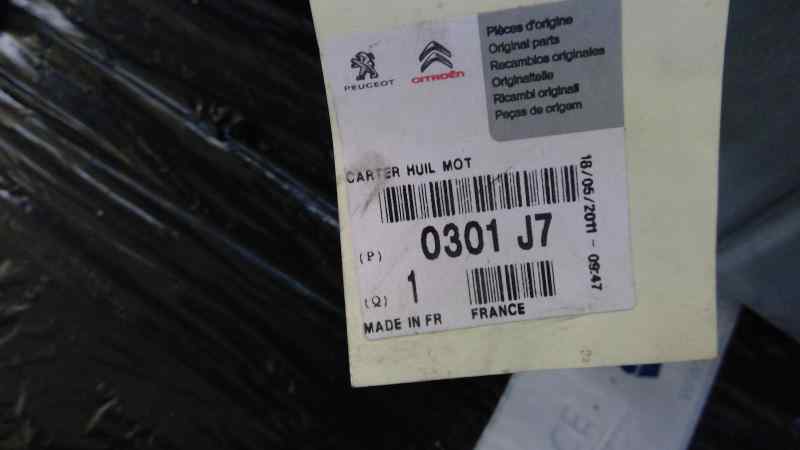 PEUGEOT
CITROËN
Pièces d'origine
Original parts
Recambios originales
Originalteile
Ricambi originali
Peças de origem
CARTER HUIL MOT
18/05/2011 - 09:47
(P) 0301 J7
(Q) 1
MADE IN FR FRANCE